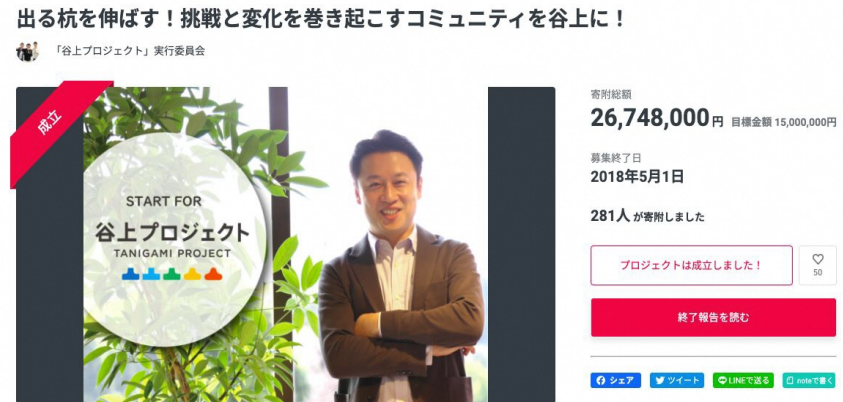 出る杭を伸ばす！挑戦と変化を巻き起こすコミュニティを谷上に！
「谷上プロジェクト」実行委員会
成立
START FOR
谷上プロジェクト
TANIGAMI PROJECT
寄附総額
26,748,000円 目標金額 15,000,000円
募集終了日
2018年5月1日
281人 が寄附しました
プロジェクトは成立しました！
50
終了報告を読む
シェア ツイート LINEで送る noteで書く